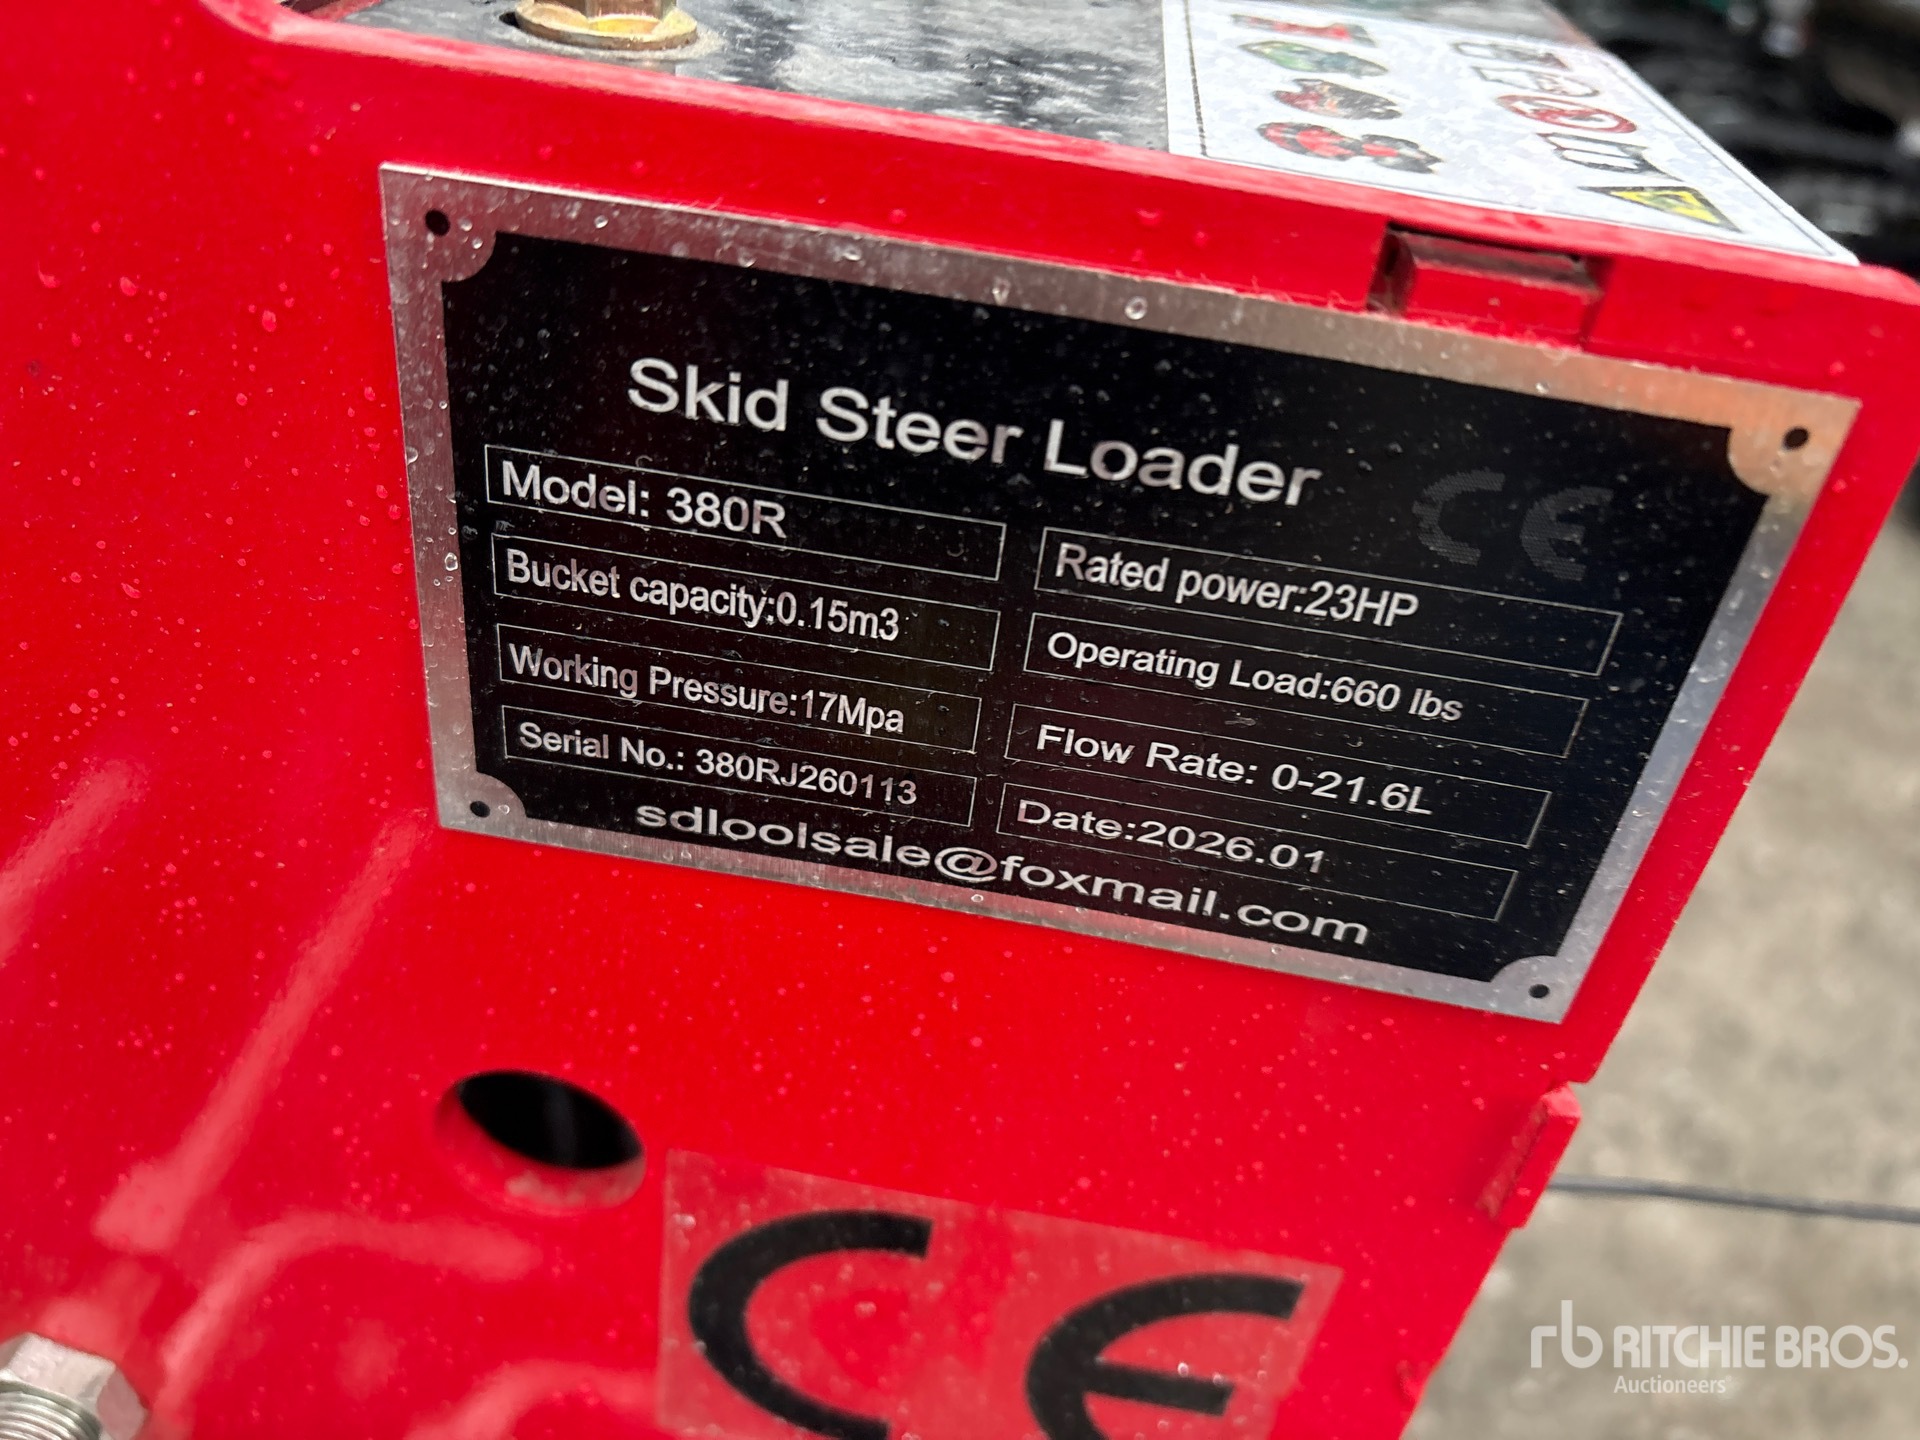 WARNING
Skid Steer Loader
CE
Model: 380R
Rated power:23HP
Bucket capacity:0.15m3
Operating Load:660 lbs
Working Pressure:17Mpa
Flow Rate: 0-21.6L
Serial No.: 380RJ260113
Date:2026.01
sdloolsale@foxmail.com
CE
rb RITCHIE BROS.
Auctioneers